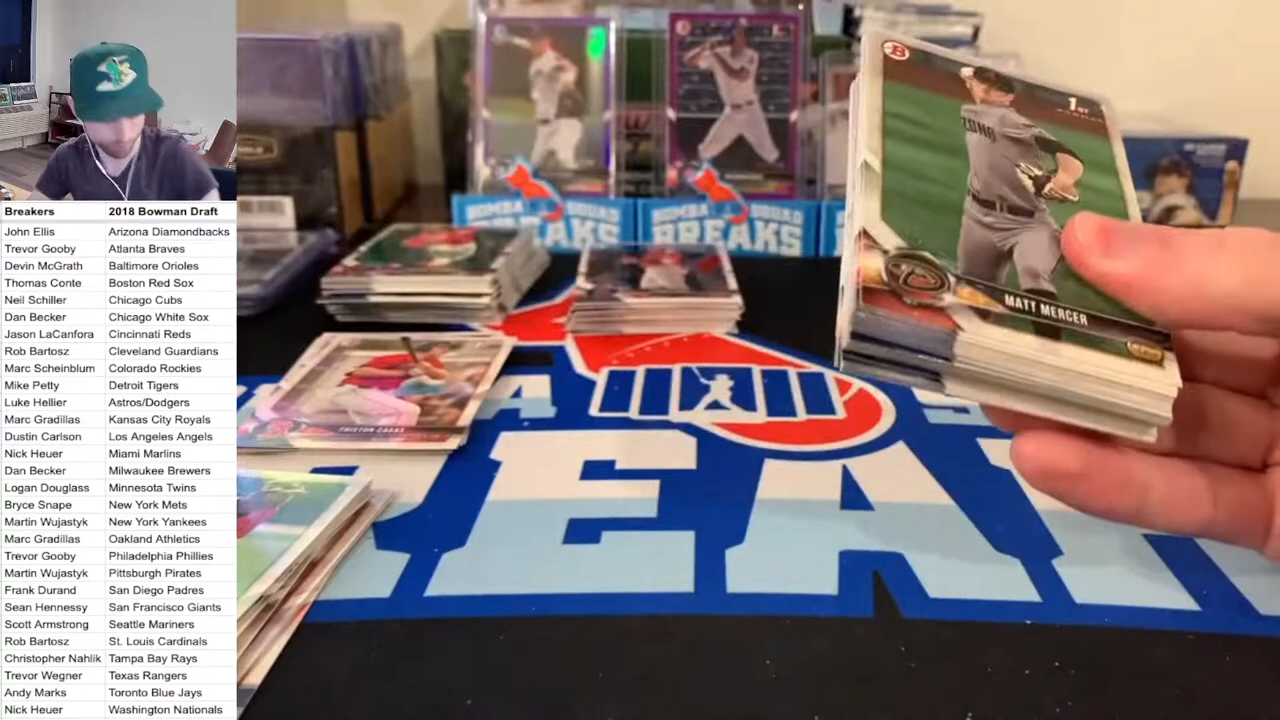 Breakers 2018 Bowman Draft
John Ellis Arizona Diamondbacks
Trevor Gooby Atlanta Braves
Devin McGrath Baltimore Orioles
Thomas Conte Boston Red Sox
Neil Schiller Chicago Cubs
Dan Becker Chicago White Sox
Jason LaCanfora Cincinnati Reds
Rob Bartosz Cleveland Guardians
Marc Scheinblum Colorado Rockies
Mike Petty Detroit Tigers
Luke Hellier Astros/Dodgers
Marc Gradillas Kansas City Royals
Dustin Carlson Los Angeles Angels
Nick Heuer Miami Marlins
Dan Becker Milwaukee Brewers
Logan Douglass Minnesota Twins
Bryce Snape New York Mets
Martin Wujastyk New York Yankees
Marc Gradillas Oakland Athletics
Trevor Gooby Philadelphia Phillies
Martin Wujastyk Pittsburgh Pirates
Frank Durand San Diego Padres
Sean Hennessy San Francisco Giants
Scott Armstrong Seattle Mariners
Rob Bartosz St. Louis Cardinals
Christopher Nahlik Tampa Bay Rays
Trevor Wegner Texas Rangers
Andy Marks Toronto Blue Jays
Nick Heuer Washington Nationals
BOMBA SQUAD
BREAKS
B
1ST
ZONA
MATT MERCER
TRISTON CASAS
EA